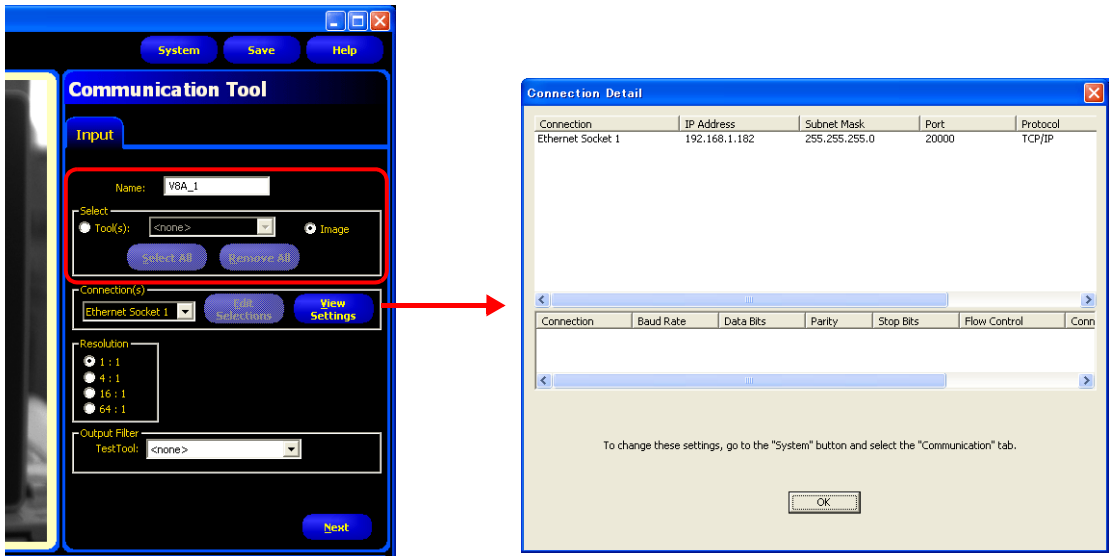 System Save Help
Communication Tool
Input
Name: V8A_1
Select
Tool(s): <none> Image
Select All Remove All
Connection(s)
Ethernet Socket 1 Edit Selections View Settings
Resolution
1 : 1
4 : 1
16 : 1
64 : 1
Output Filter
TestTool: <none>
Next
Connection Detail
Connection IP Address Subnet Mask Port Protocol
Ethernet Socket 1 192.168.1.182 255.255.255.0 20000 TCP/IP
Connection Baud Rate Data Bits Parity Stop Bits Flow Control Conn
To change these settings, go to the "System" button and select the "Communication" tab.
OK